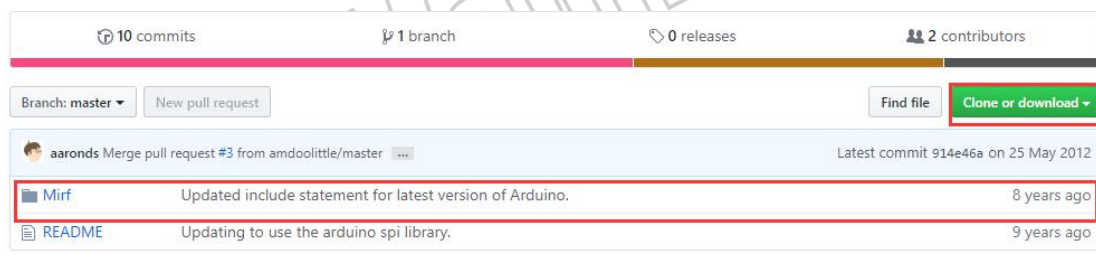 10 commits 1 branch 0 releases 2 contributors
Branch: master New pull request Find file Clone or download
aaronds Merge pull request #3 from amdoolittle/master ... Latest commit 914e46a on 25 May 2012
Mirf Updated include statement for latest version of Arduino. 8 years ago
README Updating to use the arduino spi library. 9 years ago